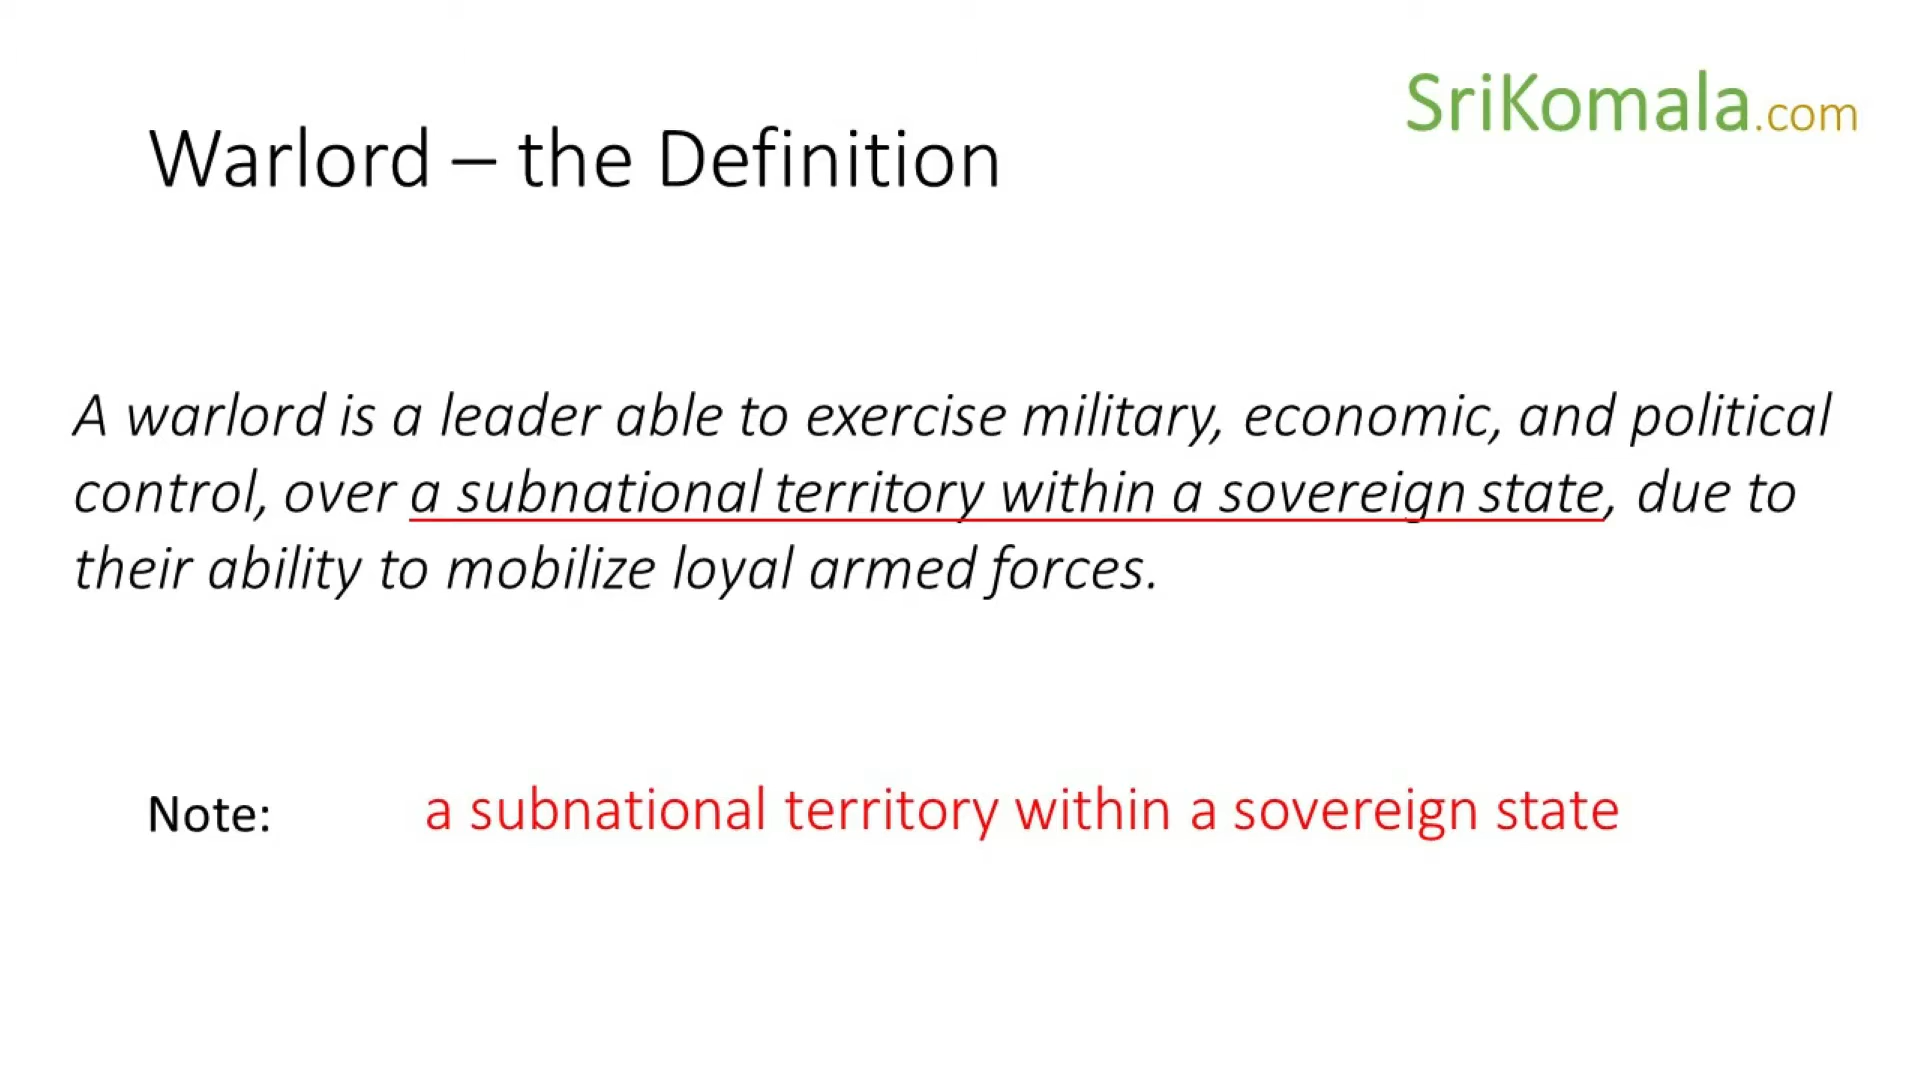 SriKomala.com
Warlord – the Definition
A warlord is a leader able to exercise military, economic, and political
control, over a subnational territory within a sovereign state, due to
their ability to mobilize loyal armed forces.
Note: a subnational territory within a sovereign state